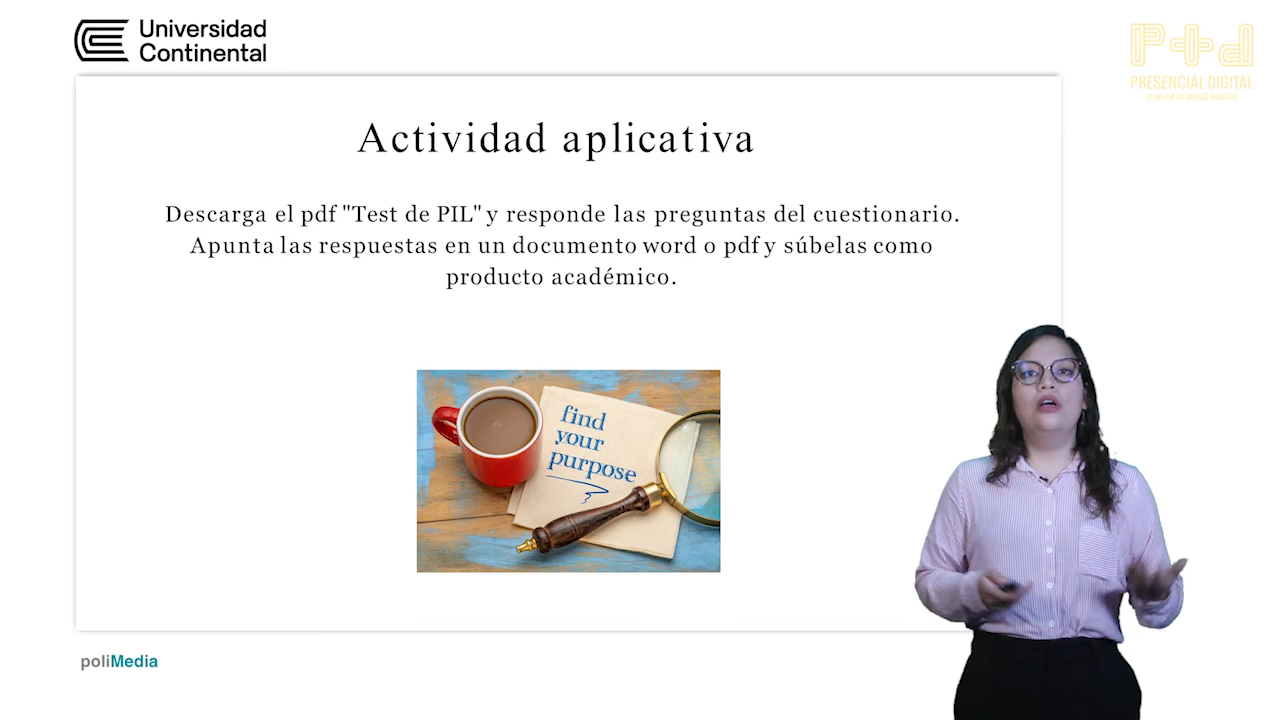 Universidad
Continental
P+d
PRESENCIAL DIGITAL
Actividad aplicativa
Descarga el pdf "Test de PIL" y responde las preguntas del cuestionario.
Apunta las respuestas en un documento word o pdf y súbelas como
producto académico.
find
your
purpose
poliMedia